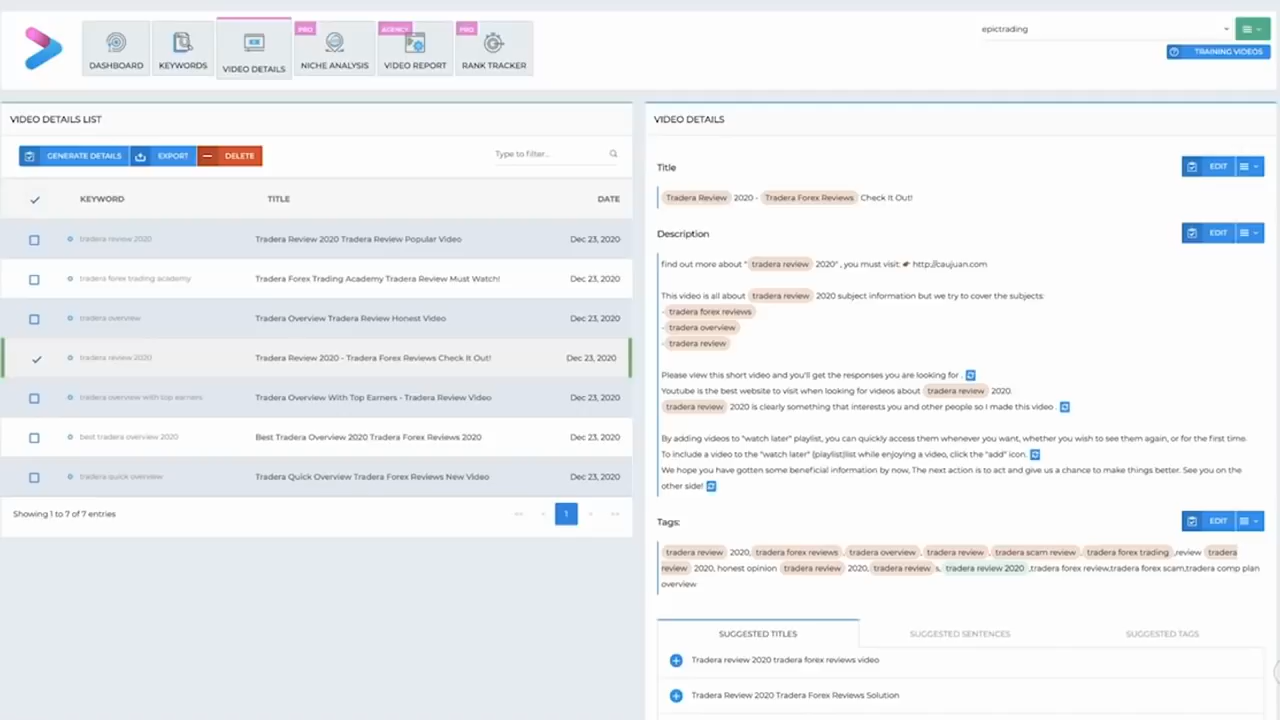 PRO
AGENCY
PRO
DASHBOARD
KEYWORDS
VIDEO DETAILS
NICHE ANALYSIS
VIDEO REPORT
RANK TRACKER
epictrading
TRAINING VIDEOS
VIDEO DETAILS LIST
GENERATE DETAILS
EXPORT
DELETE
Type to filter...
KEYWORD TITLE DATE
tradera review 2020 Tradera Review 2020 Tradera Review Popular Video Dec 23, 2020
tradera forex trading academy Tradera Forex Trading Academy Tradera Review Must Watch! Dec 23, 2020
tradera overview Tradera Overview Tradera Review Honest Video Dec 23, 2020
tradera review 2020 Tradera Review 2020 - Tradera Forex Reviews Check It Out! Dec 23, 2020
tradera overview with top earners Tradera Overview With Top Earners - Tradera Review Video Dec 23, 2020
best tradera overview 2020 Best Tradera Overview 2020 Tradera Forex Reviews 2020 Dec 23, 2020
tradera quick overview Tradera Quick Overview Tradera Forex Reviews New Video Dec 23, 2020
Showing 1 to 7 of 7 entries
1
VIDEO DETAILS
Title
EDIT
Tradera Review 2020 - Tradera Forex Reviews Check It Out!
Description
EDIT
find out more about " tradera review 2020" , you must visit: http://caujuan.com
This video is all about tradera review 2020 subject information but we try to cover the subjects:
- tradera forex reviews
- tradera overview
- tradera review
Please view this short video and you'll get the responses you are looking for .
Youtube is the best website to visit when looking for videos about tradera review 2020.
tradera review 2020 is clearly something that interests you and other people so I made this video .
By adding videos to "watch later" playlist, you can quickly access them whenever you want, whether you wish to see them again, or for the first time.
To include a video to the "watch later" {playlist|list while enjoying a video, click the "add" icon.
We hope you have gotten some beneficial information by now, The next action is to act and give us a chance to make things better. See you on the
other side!
Tags:
EDIT
tradera review 2020, tradera forex reviews , tradera overview , tradera review , tradera scam review , tradera forex trading ,review tradera
review 2020, honest opinion tradera review 2020, tradera review s, tradera review 2020 ,tradera forex review,tradera forex scam,tradera comp plan
overview
SUGGESTED TITLES
SUGGESTED SENTENCES
SUGGESTED TAGS
Tradera review 2020 tradera forex reviews video
Tradera Review 2020 Tradera Forex Reviews Solution